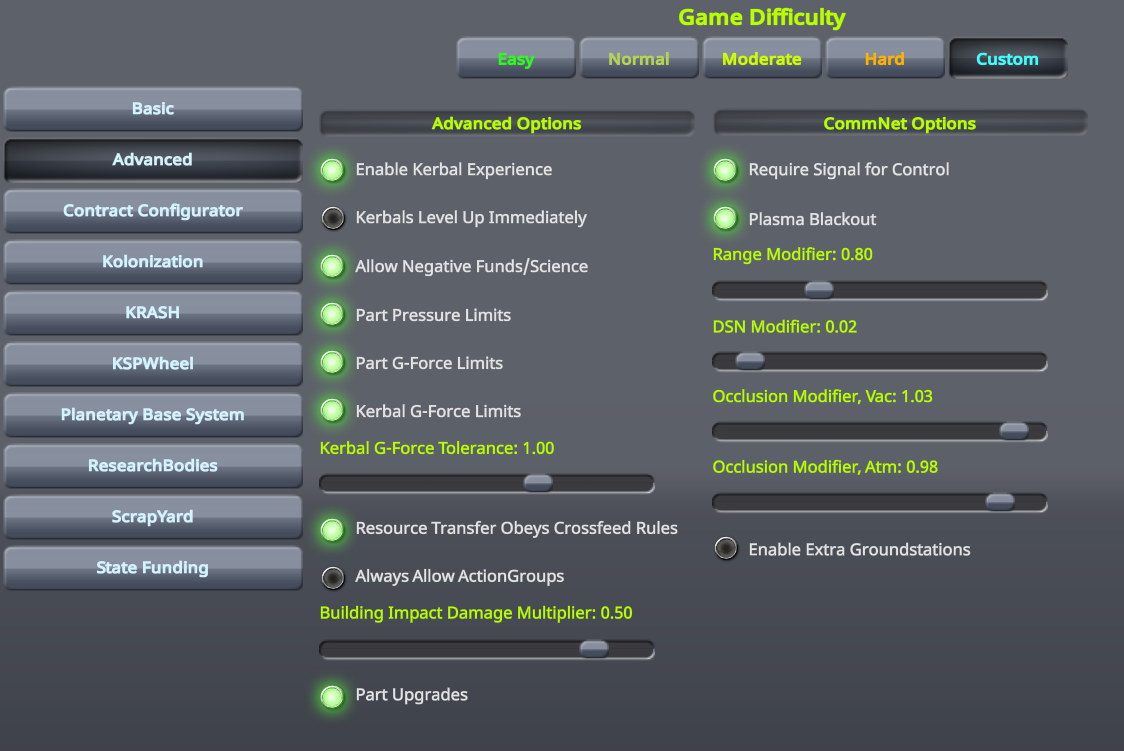 Game Difficulty
Easy
Normal
Moderate
Hard
Custom
Basic
Advanced
Contract Configurator
Kolonization
KRASH
KSPWheel
Planetary Base System
ResearchBodies
ScrapYard
State Funding
Advanced Options
Enable Kerbal Experience
Kerbals Level Up Immediately
Allow Negative Funds/Science
Part Pressure Limits
Part G-Force Limits
Kerbal G-Force Limits
Kerbal G-Force Tolerance: 1.00
Resource Transfer Obeys Crossfeed Rules
Always Allow ActionGroups
Building Impact Damage Multiplier: 0.50
Part Upgrades
CommNet Options
Require Signal for Control
Plasma Blackout
Range Modifier: 0.80
DSN Modifier: 0.02
Occlusion Modifier, Vac: 1.03
Occlusion Modifier, Atm: 0.98
Enable Extra Groundstations